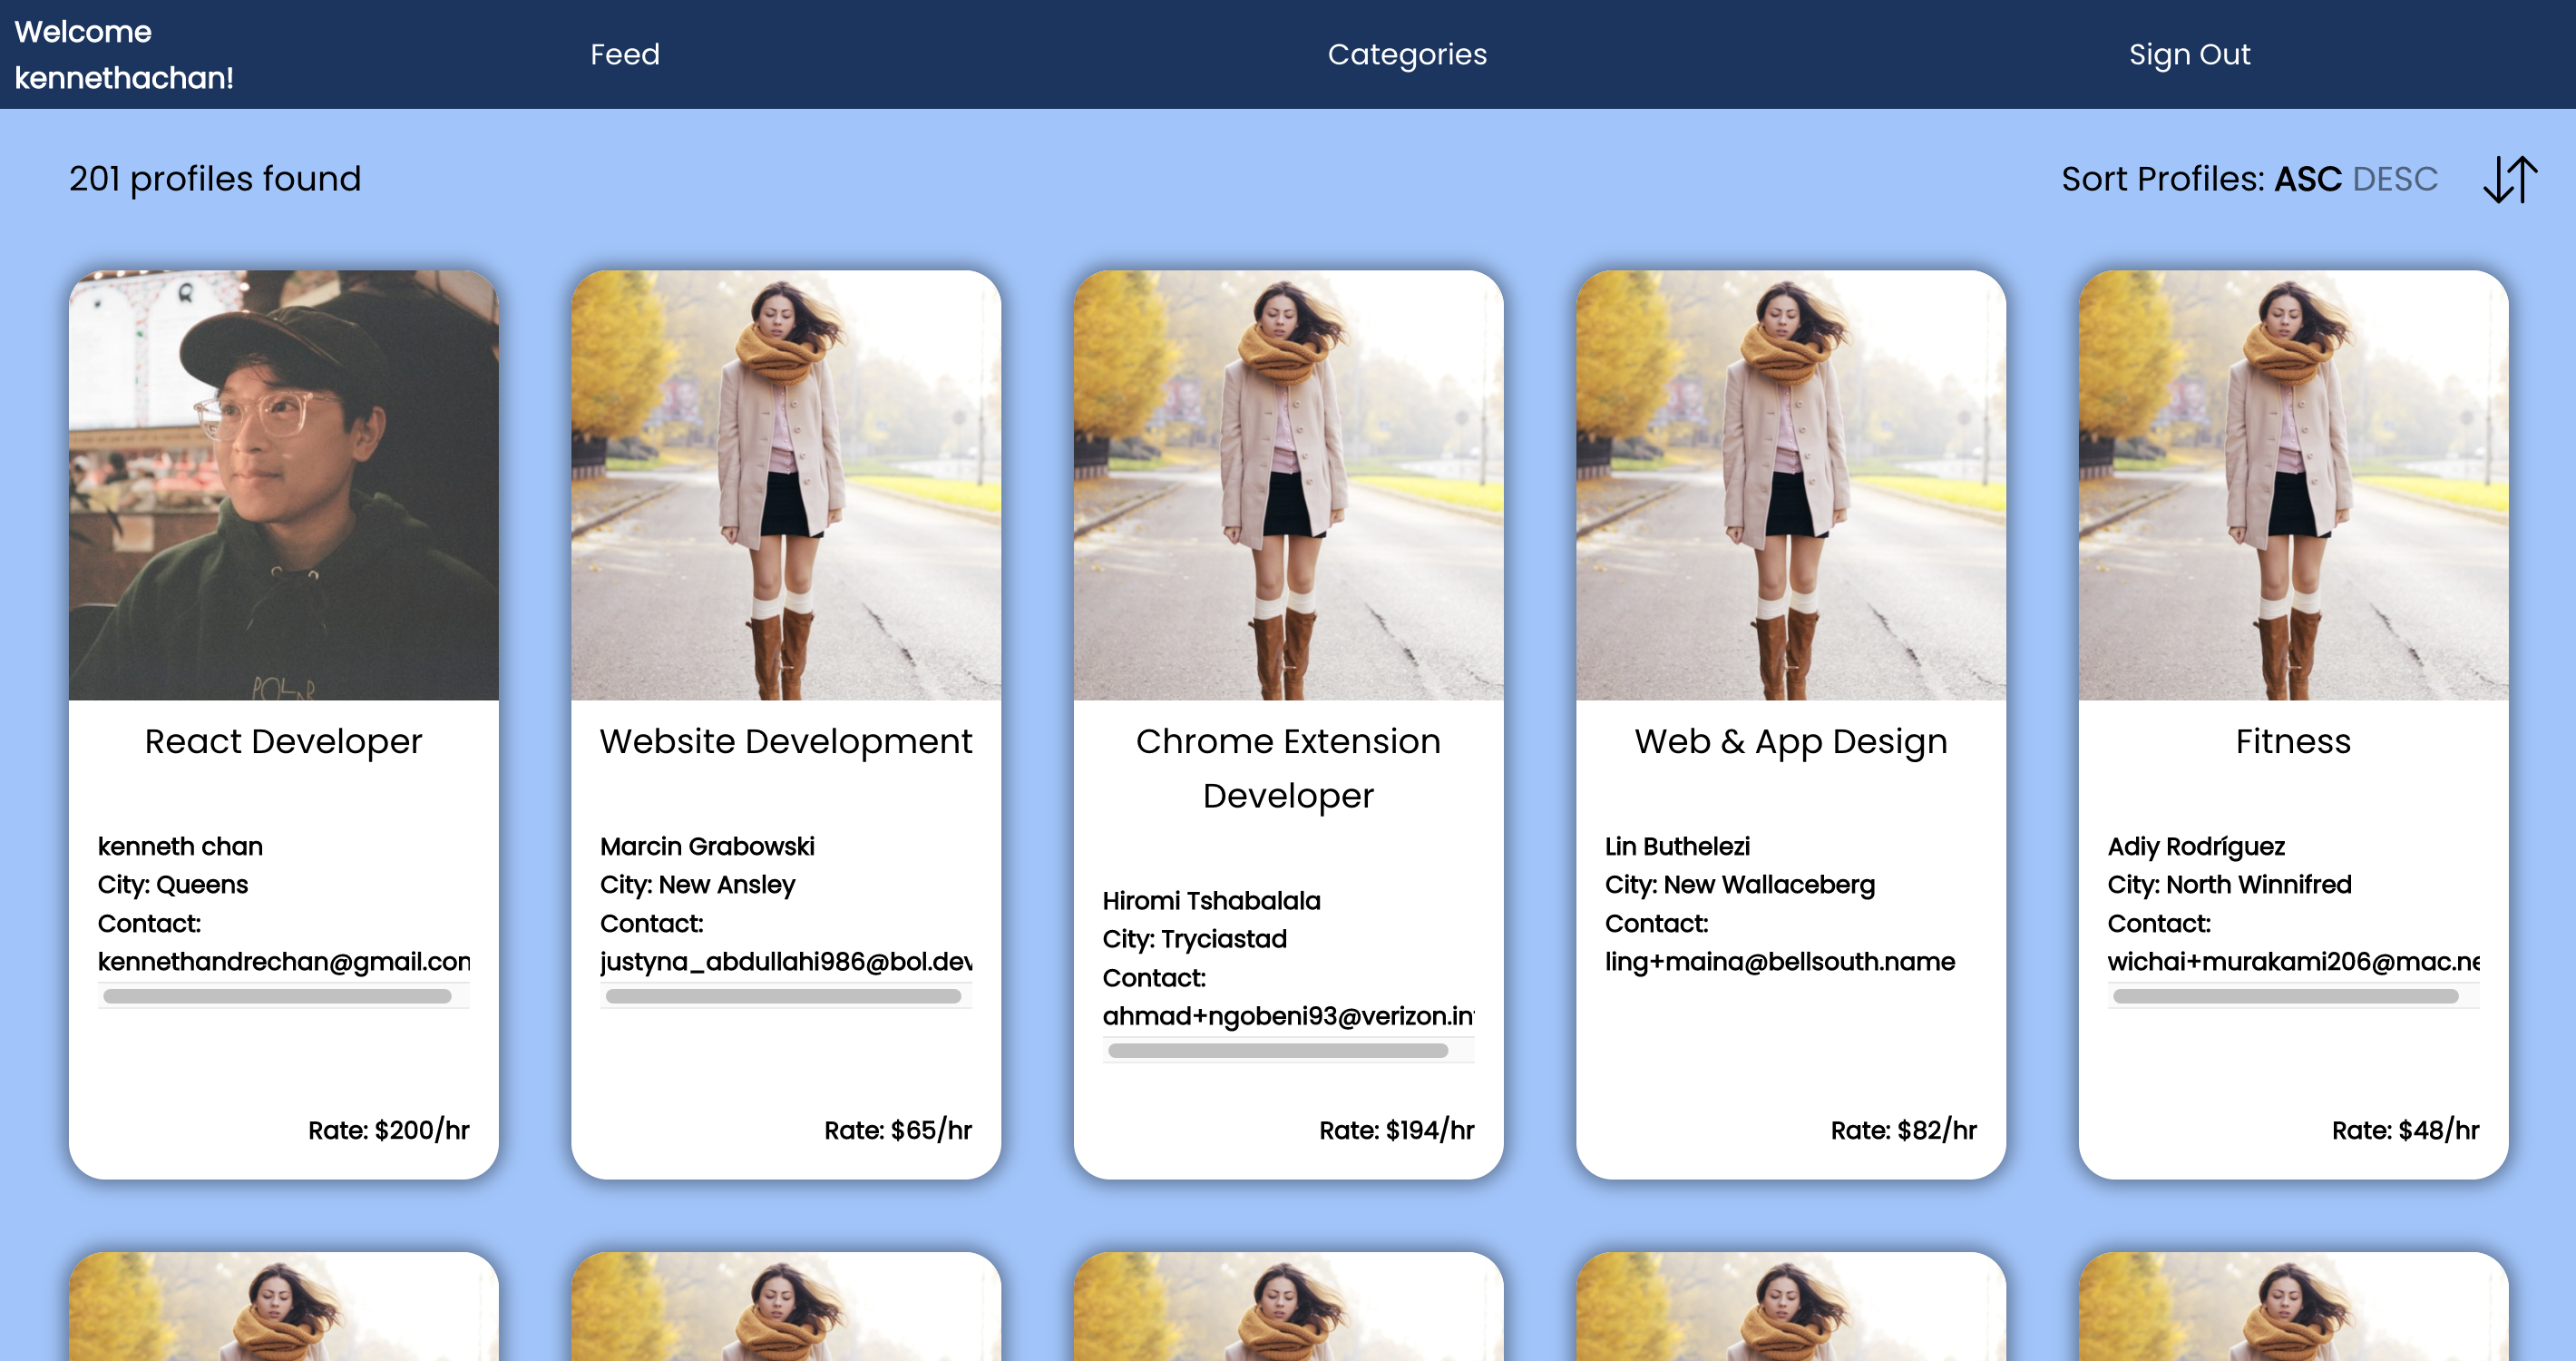 Welcome
kennethachan!
Feed
Categories
Sign Out
201 profiles found
Sort Profiles: ASC DESC
React Developer
kenneth chan
City: Queens
Contact:
kennethandrechan@gmail.con
Rate: $200/hr
Website Development
Marcin Grabowski
City: New Ansley
Contact:
justyna_abdullahi986@bol.dev
Rate: $65/hr
Chrome Extension
Developer
Hiromi Tshabalala
City: Tryciastad
Contact:
ahmad+ngobeni93@verizon.in
Rate: $194/hr
Web & App Design
Lin Buthelezi
City: New Wallaceberg
Contact:
ling+maina@bellsouth.name
Rate: $82/hr
Fitness
Adiy Rodríguez
City: North Winnifred
Contact:
wichai+murakami206@mac.ne
Rate: $48/hr
POLAR